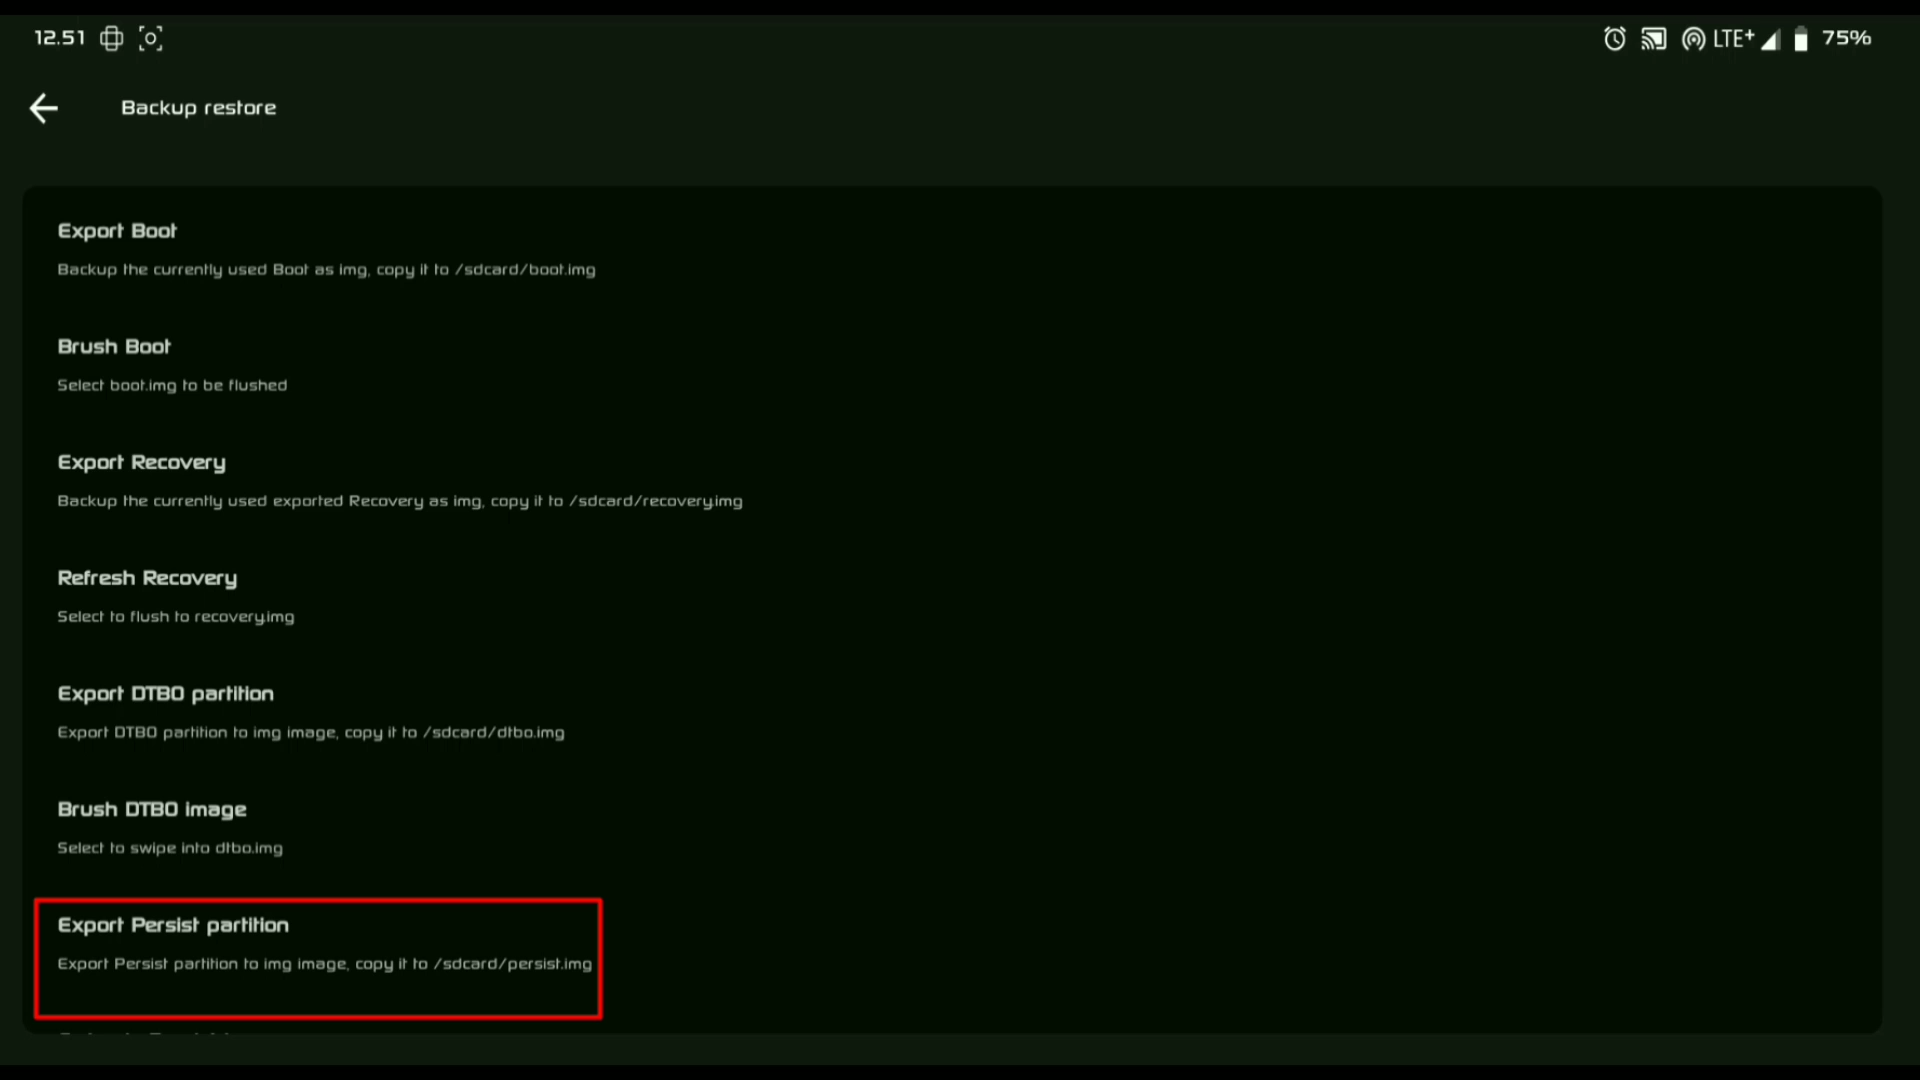 12.51
LTE+
75%
Backup restore
Export Boot
Backup the currently used Boot as img, copy it to /sdcard/boot.img
Brush Boot
Select boot.img to be flushed
Export Recovery
Backup the currently used exported Recovery as img, copy it to /sdcard/recovery.img
Refresh Recovery
Select to flush to recovery.img
Export DTBO partition
Export DTBO partition to img image, copy it to /sdcard/dtbo.img
Brush DTBO image
Select to swipe into dtbo.img
Export Persist partition
Export Persist partition to img image, copy it to /sdcard/persist.img